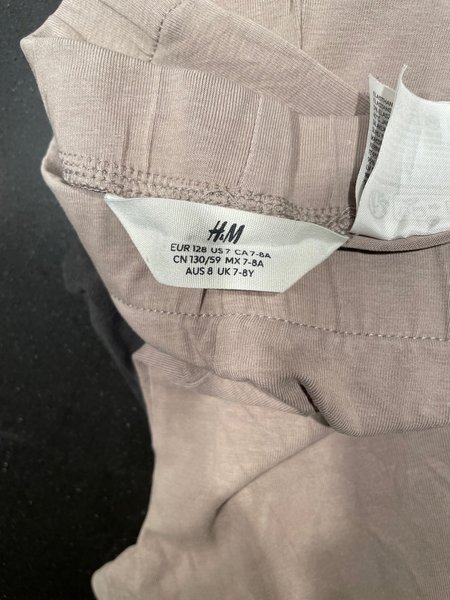 H&M
EUR 128 US 7 CA 7-8A
CN 130/59 MX 7-8A
AUS 8 UK 7-8Y